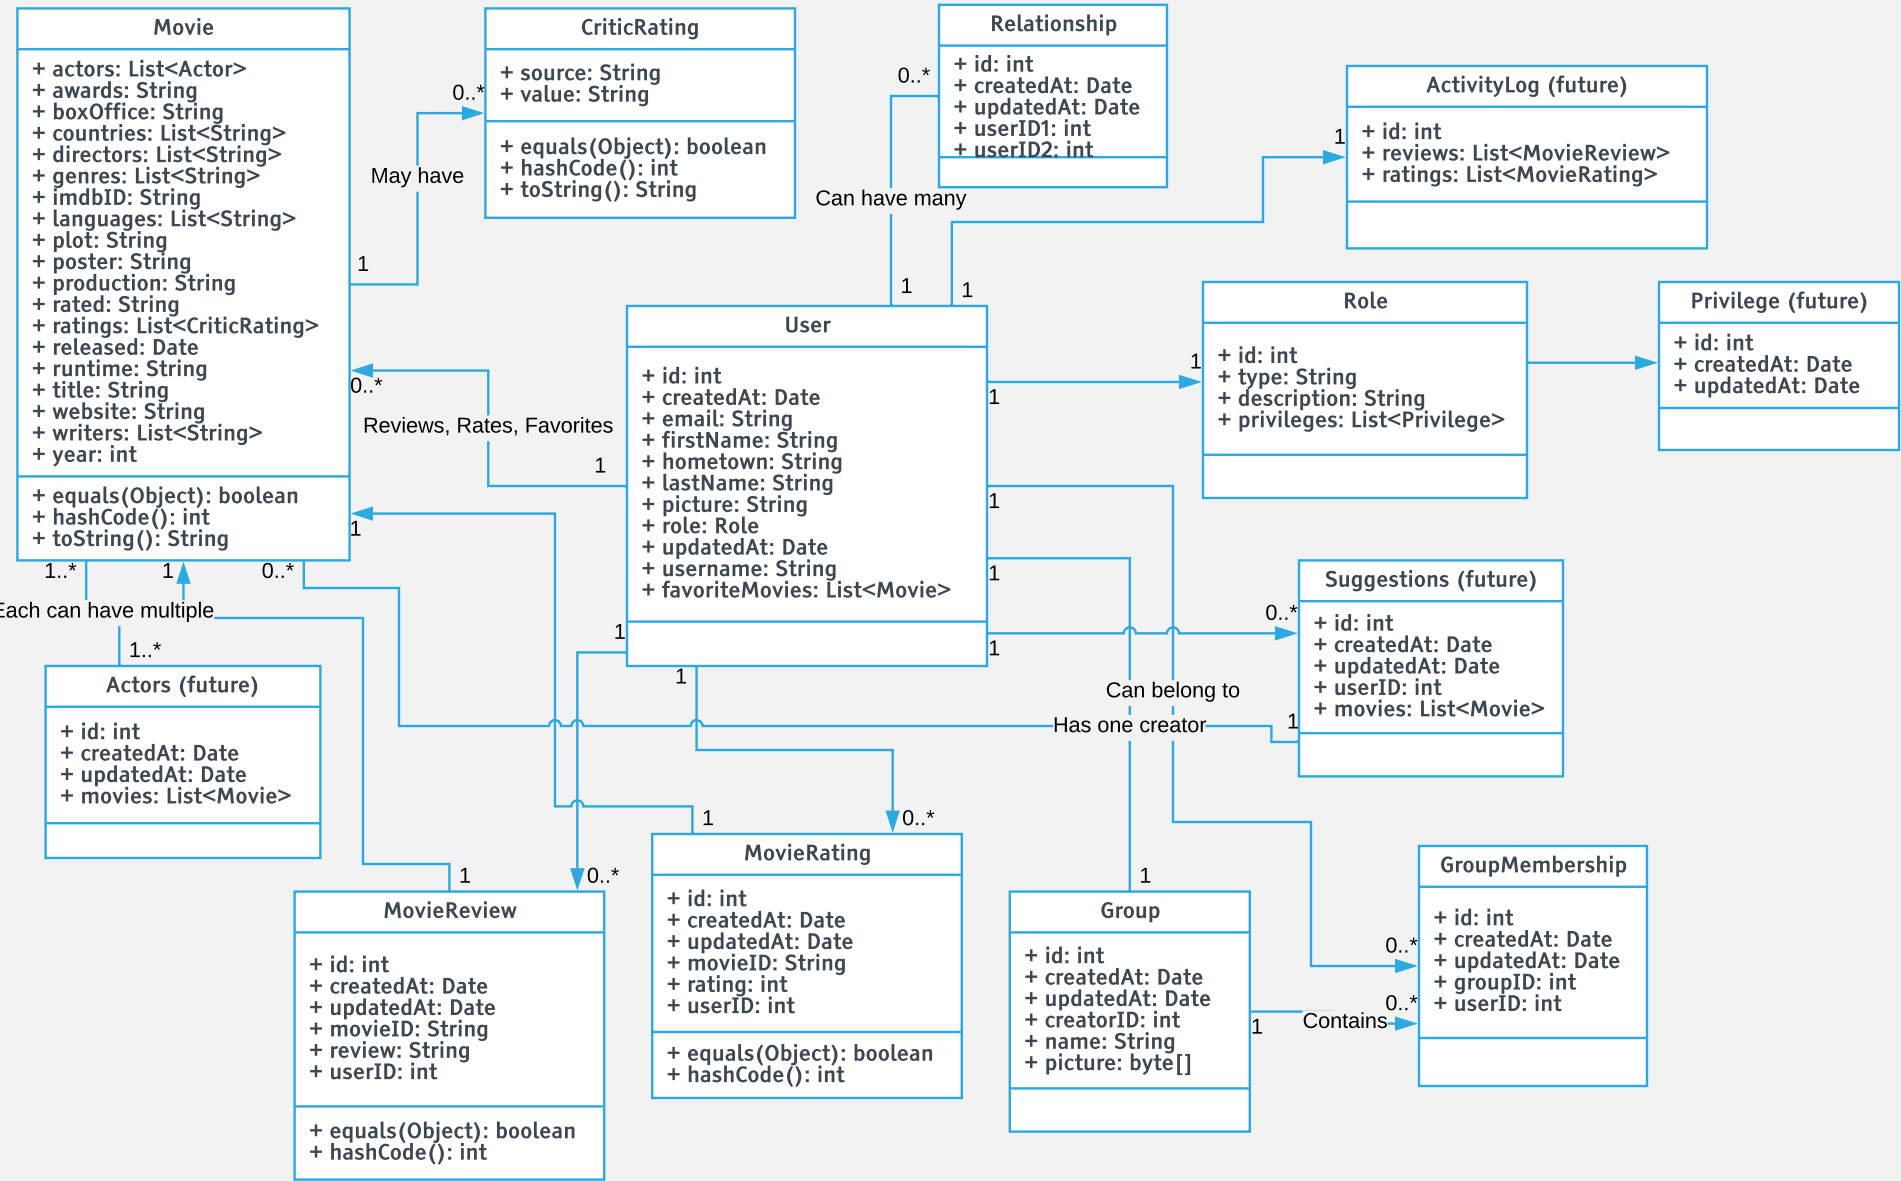 Movie
+ actors: List<Actor>
+ awards: String
+ boxOffice: String
+ countries: List<String>
+ directors: List<String>
+ genres: List<String>
+ imdbID: String
+ languages: List<String>
+ plot: String
+ poster: String
+ production: String
+ rated: String
+ ratings: List<CriticRating>
+ released: Date
+ runtime: String
+ title: String
+ website: String
+ writers: List<String>
+ year: int
+ equals(Object): boolean
+ hashCode(): int
+ toString(): String
CriticRating
+ source: String
+ value: String
+ equals(Object): boolean
+ hashCode(): int
+ toString(): String
0..*
May have
1
Relationship
+ id: int
+ createdAt: Date
+ updatedAt: Date
+ userID1: int
+ userID2: int
0..*
Can have many
1
1
ActivityLog (future)
+ id: int
+ reviews: List<MovieReview>
+ ratings: List<MovieRating>
1
User
+ id: int
+ createdAt: Date
+ email: String
+ firstName: String
+ hometown: String
+ lastName: String
+ picture: String
+ role: Role
+ updatedAt: Date
+ username: String
+ favoriteMovies: List<Movie>
0..*
Reviews, Rates, Favorites
1
1
1
Role
+ id: int
+ type: String
+ description: String
+ privileges: List<Privilege>
Privilege (future)
+ id: int
+ createdAt: Date
+ updatedAt: Date
1
1
1
1
1
1
1..*
1
0..*
Each can have multiple
1..*
Actors (future)
+ id: int
+ createdAt: Date
+ updatedAt: Date
+ movies: List<Movie>
0..*
Suggestions (future)
+ id: int
+ createdAt: Date
+ updatedAt: Date
+ userID: int
+ movies: List<Movie>
1
Can belong to
Has one creator
1
0..*
MovieReview
+ id: int
+ createdAt: Date
+ updatedAt: Date
+ movieID: String
+ review: String
+ userID: int
+ equals(Object): boolean
+ hashCode(): int
1
0..*
MovieRating
+ id: int
+ createdAt: Date
+ updatedAt: Date
+ movieID: String
+ rating: int
+ userID: int
+ equals(Object): boolean
+ hashCode(): int
1
Group
+ id: int
+ createdAt: Date
+ updatedAt: Date
+ creatorID: int
+ name: String
+ picture: byte[]
1
Contains
0..*
0..*
GroupMembership
+ id: int
+ createdAt: Date
+ updatedAt: Date
+ groupID: int
+ userID: int